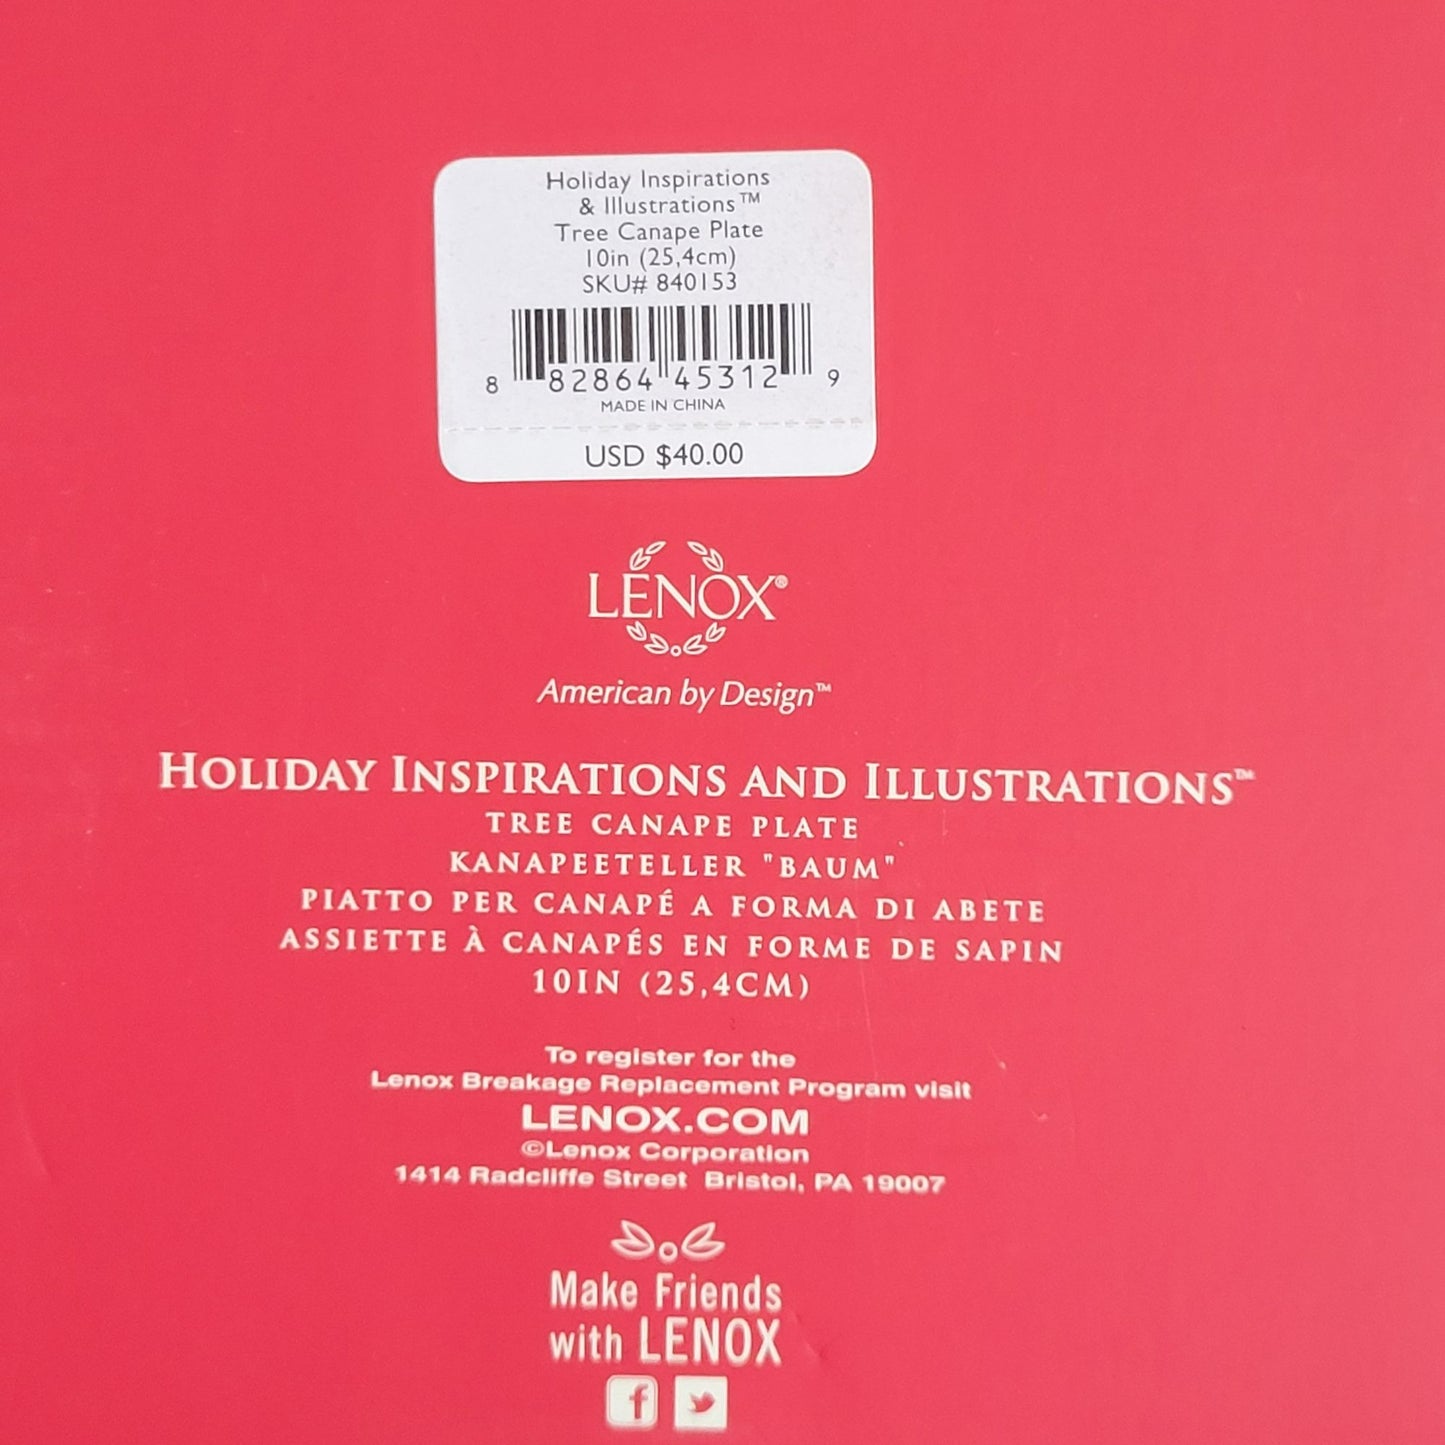 Holiday Inspirations
& Illustrations™
Tree Canape Plate
10in (25,4cm)
SKU# 840153
8 82864 45312 9
MADE IN CHINA
USD $40.00
LENOX®
American by Design™
HOLIDAY INSPIRATIONS AND ILLUSTRATIONS™
TREE CANAPE PLATE
KANAPEETELLER "BAUM"
PIATTO PER CANAPÉ A FORMA DI ABETE
ASSIETTE À CANAPÉS EN FORME DE SAPIN
10IN (25,4CM)
To register for the
Lenox Breakage Replacement Program visit
LENOX.COM
©Lenox Corporation
1414 Radcliffe Street Bristol, PA 19007
Make Friends
with LENOX
f